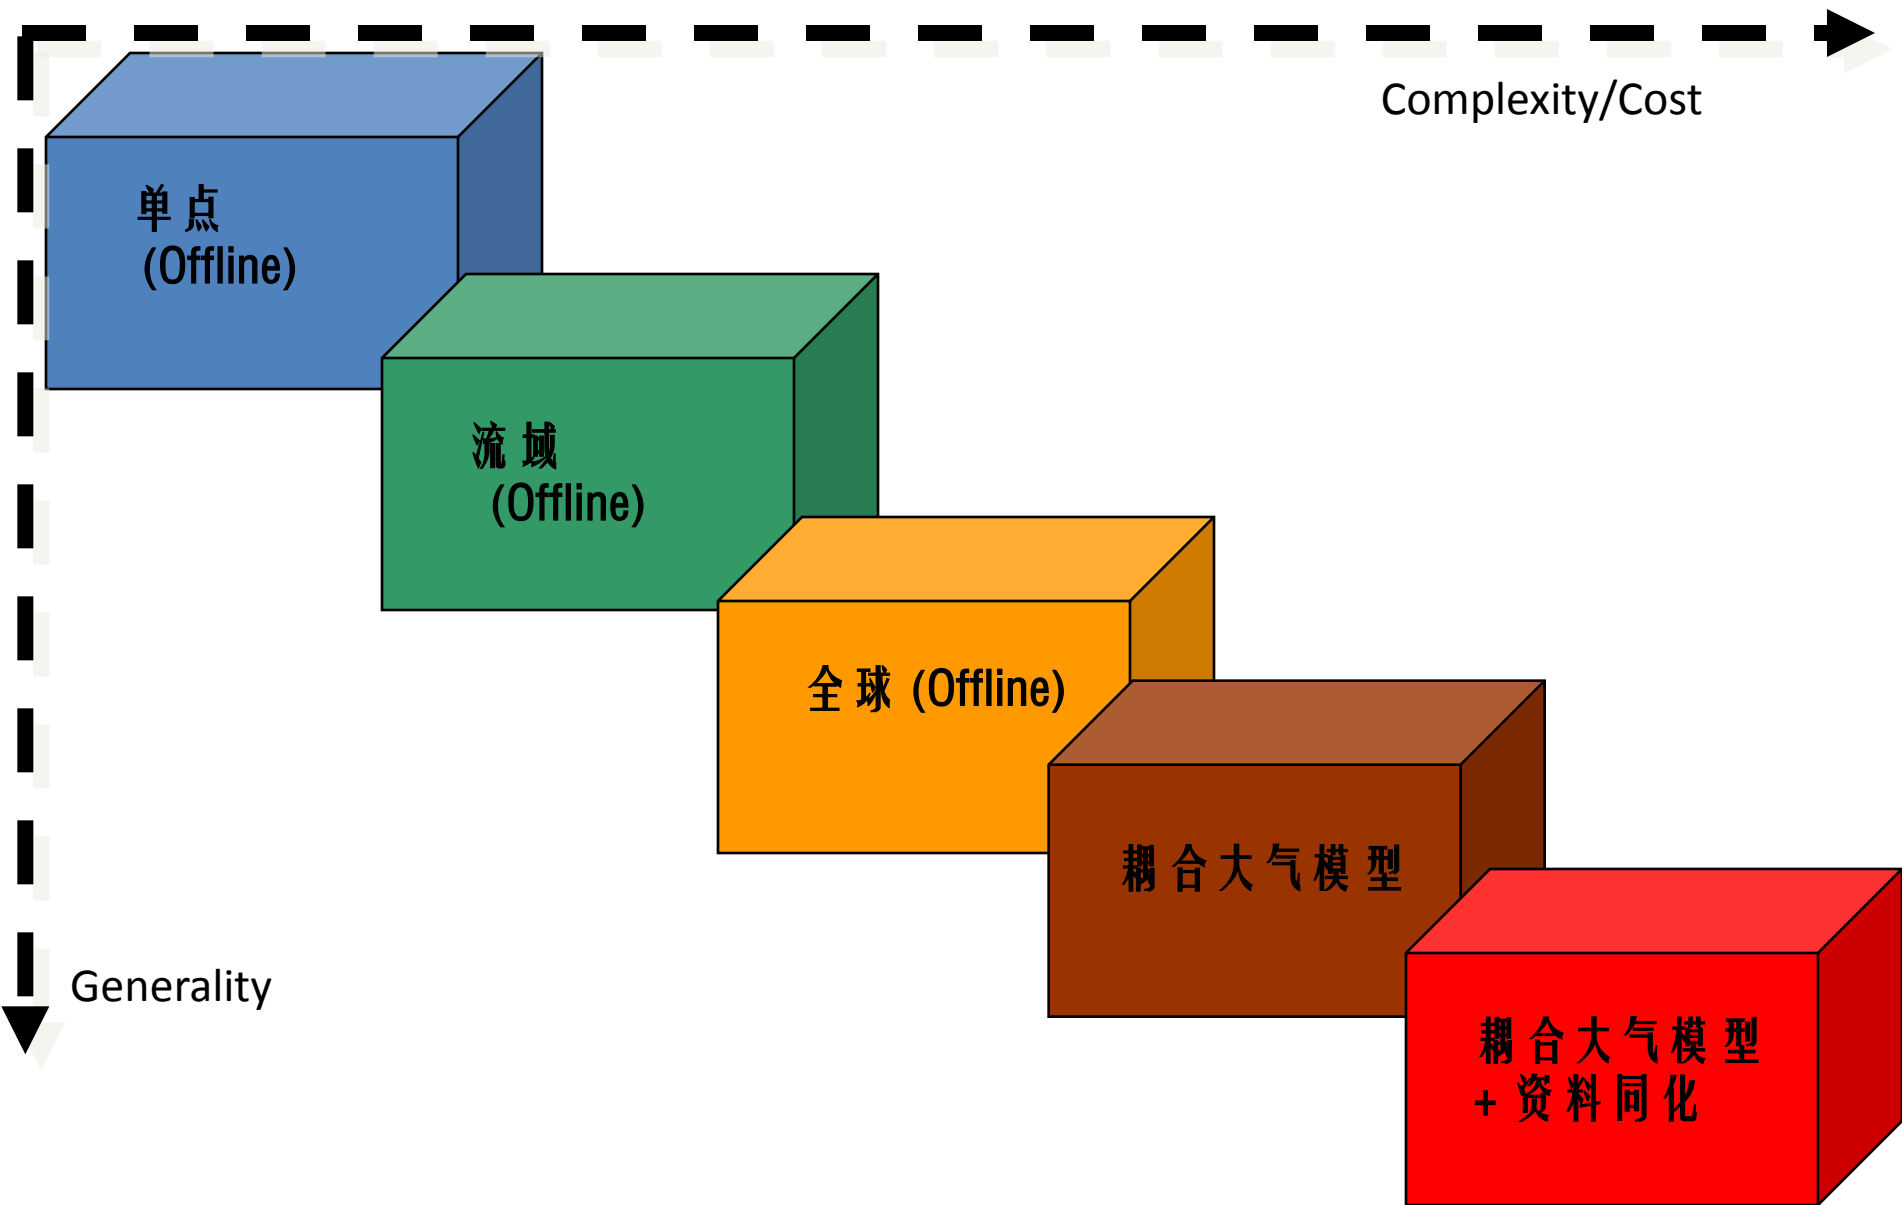 Complexity/Cost
单点
(Offline)
流域
(Offline)
全球 (Offline)
耦合大气模型
Generality
耦合大气模型
+ 资料同化